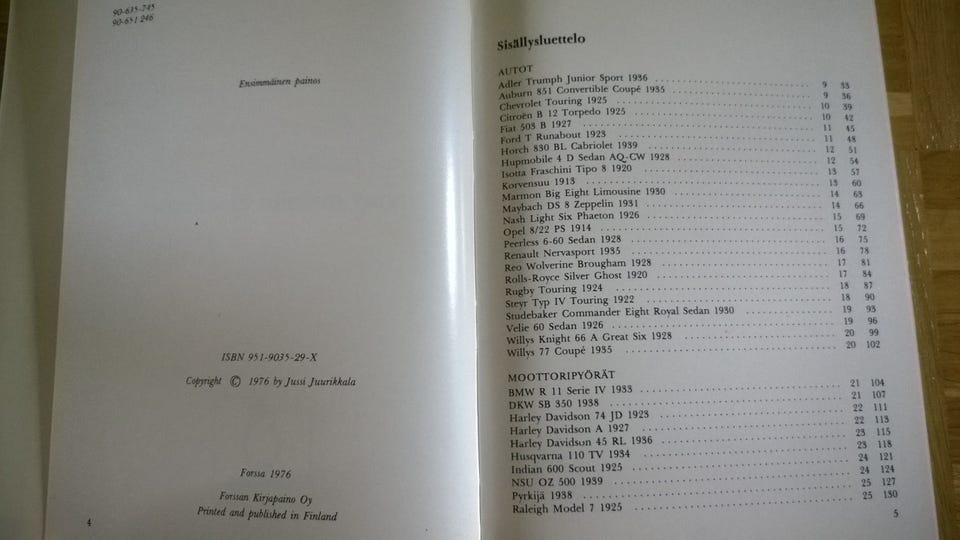 90-635-745
90-651 246
Ensimmäinen painos
ISBN 951-9035-29-X
Copyright © 1976 by Jussi Juurikkala
Forssa 1976
Forssan Kirjapaino Oy
Printed and published in Finland
4
Sisällysluettelo
AUTOT
Adler Trumph Junior Sport 1936 9 33
Auburn 851 Convertible Coupé 1935 9 36
Chevrolet Touring 1925 10 39
Citroën B 12 Torpedo 1925 10 42
Fiat 503 B 1927 11 45
Ford T Runabout 1923 11 48
Horch 830 BL Cabriolet 1939 12 51
Hupmobile 4 D Sedan AQ-CW 1928 12 54
Isotta Fraschini Tipo 8 1920 13 57
Korvensuu 1913 13 60
Marmon Big Eight Limousine 1930 14 63
Maybach DS 8 Zeppelin 1931 14 66
Nash Light Six Phaeton 1926 15 69
Opel 8/22 PS 1914 15 72
Peerless 6-60 Sedan 1928 16 75
Renault Nervasport 1935 16 78
Reo Wolverine Brougham 1928 17 81
Rolls-Royce Silver Ghost 1920 17 84
Rugby Touring 1924 18 87
Steyr Typ IV Touring 1922 18 90
Studebaker Commander Eight Royal Sedan 1930 19 93
Velie 60 Sedan 1926 19 96
Willys Knight 66 A Great Six 1928 20 99
Willys 77 Coupé 1935 20 102
MOOTTORIPYÖRÄT
BMW R 11 Serie IV 1933 21 104
DKW SB 350 1938 21 107
Harley Davidson 74 JD 1923 22 111
Harley Davidson A 1927 22 113
Harley Davidson 45 RL 1936 23 115
Husqvarna 110 TV 1934 23 118
Indian 600 Scout 1925 24 121
NSU OZ 500 1939 24 124
Pyrkijä 1938 25 127
Raleigh Model 7 1925 25 130
5